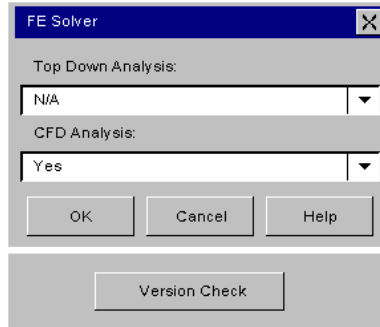 FE Solver
Top Down Analysis:
N/A
CFD Analysis:
Yes
OK Cancel Help
Version Check